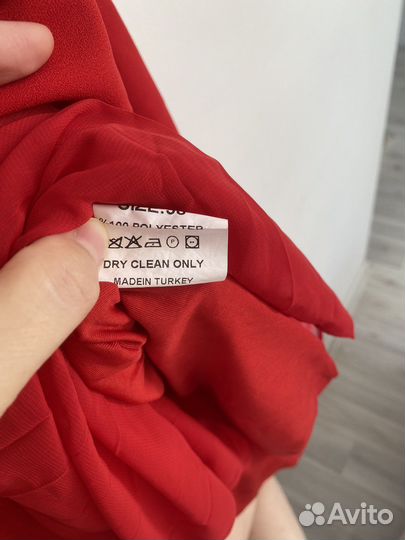 %100 POLYESTER
DRY CLEAN ONLY
MADEIN TURKEY
Avito